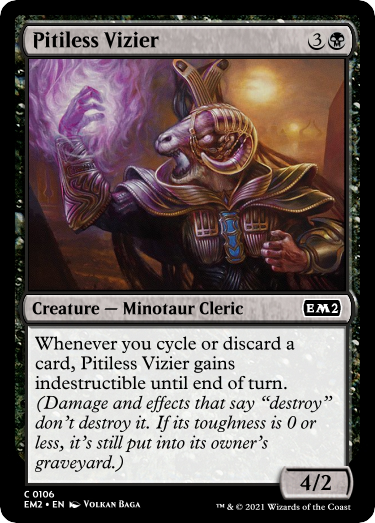 Pitiless Vizier 3
Creature — Minotaur Cleric EM2
Whenever you cycle or discard a
card, Pitiless Vizier gains
indestructible until end of turn.
(Damage and effects that say “destroy”
don’t destroy it. If its toughness is 0 or
less, it’s still put into its owner’s
graveyard.)
4/2
C 0106
EM2 • EN VOLKAN BAGA ™ & © 2021 Wizards of the Coast